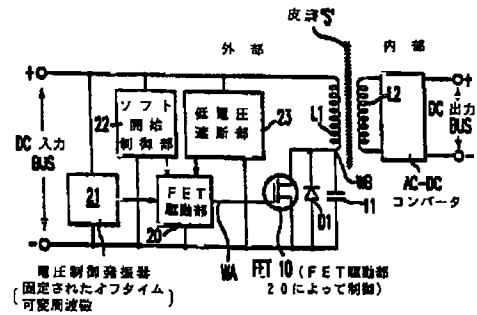 皮ふS
外部
内部
+
ソフト
開始
制御部
22
低電圧
遮断部
23
L1
L2
+
DC 出力
BUS
-
DC 入力
BUS
21
FET
駆動部
20
WB
AC-DC
コンバータ
D1
11
-
WA
FET 10 (FET駆動部
20によって制御)
電圧制御発振器
固定されたオフタイム
可変周波数